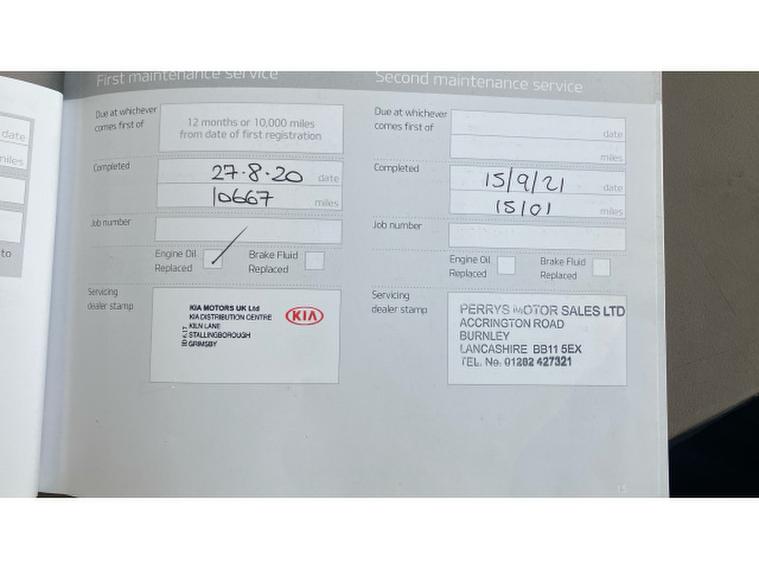 date
miles
to
First maintenance service
Due at whichever
comes first of
12 months or 10,000 miles
from date of first registration
Completed
27.8.20 date
10667 miles
Job number
Engine Oil
Replaced
Brake Fluid
Replaced
Servicing
dealer stamp
KIA MOTORS UK Ltd
KIA DISTRIBUTION CENTRE
KILN LANE
STALLINGBOROUGH
GRIMSBY
KIA
Second maintenance service
Due at whichever
comes first of
date
miles
Completed
15/9/21 date
15101 miles
Job number
Engine Oil
Replaced
Brake Fluid
Replaced
Servicing
dealer stamp
PERRYS MOTOR SALES LTD
ACCRINGTON ROAD
BURNLEY
LANCASHIRE BB11 5EX
TEL. No. 01282 427321
15